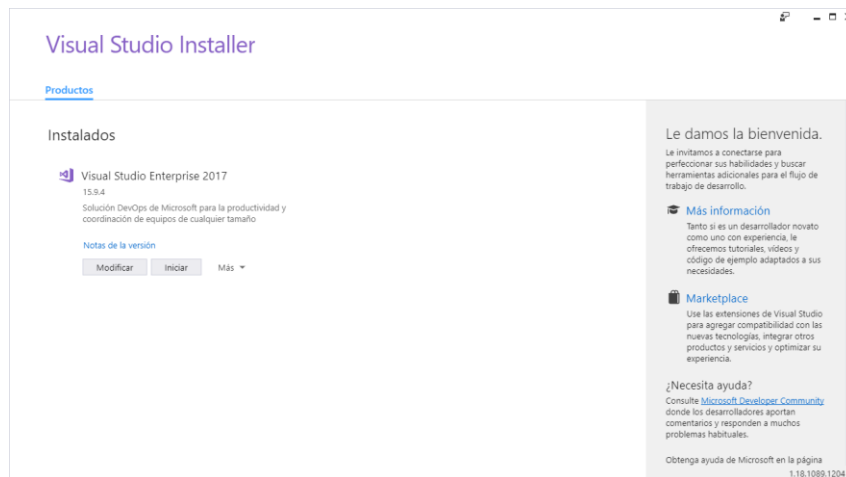 Visual Studio Installer
Productos
Instalados
Visual Studio Enterprise 2017
15.9.4
Solución DevOps de Microsoft para la productividad y
coordinación de equipos de cualquier tamaño
Notas de la versión
Modificar
Iniciar
Más
Le damos la bienvenida.
Le invitamos a conectarse para
perfeccionar sus habilidades y buscar
herramientas adicionales para el flujo de
trabajo de desarrollo.
Más información
Tanto si es un desarrollador novato
como uno con experiencia, le
ofrecemos tutoriales, vídeos y
código de ejemplo adaptados a sus
necesidades.
Marketplace
Use las extensiones de Visual Studio
para agregar compatibilidad con las
nuevas tecnologías, integrar otros
productos y servicios y optimizar su
experiencia.
¿Necesita ayuda?
Consulte Microsoft Developer Community
donde los desarrolladores aportan
comentarios y responden a muchos
problemas habituales.
Obtenga ayuda de Microsoft en la página
1.18.1089.1204